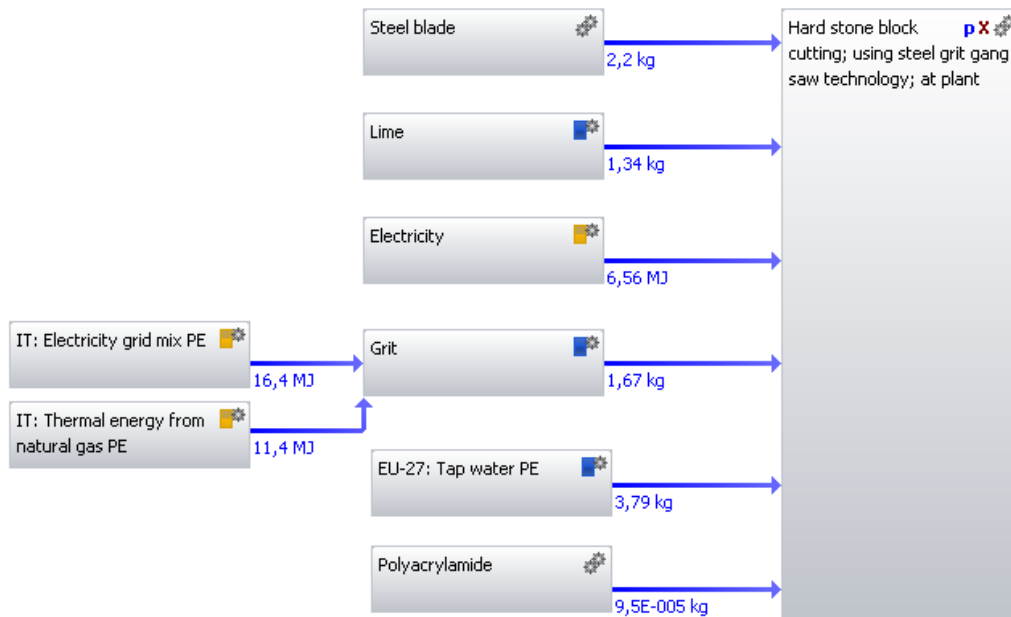 Steel blade
2,2 kg
Hard stone block p X
cutting; using steel grit gang
saw technology; at plant
Lime
1,34 kg
Electricity
6,56 MJ
IT: Electricity grid mix PE
16,4 MJ
IT: Thermal energy from
natural gas PE
11,4 MJ
Grit
1,67 kg
EU-27: Tap water PE
3,79 kg
Polyacrylamide
9,5E-005 kg